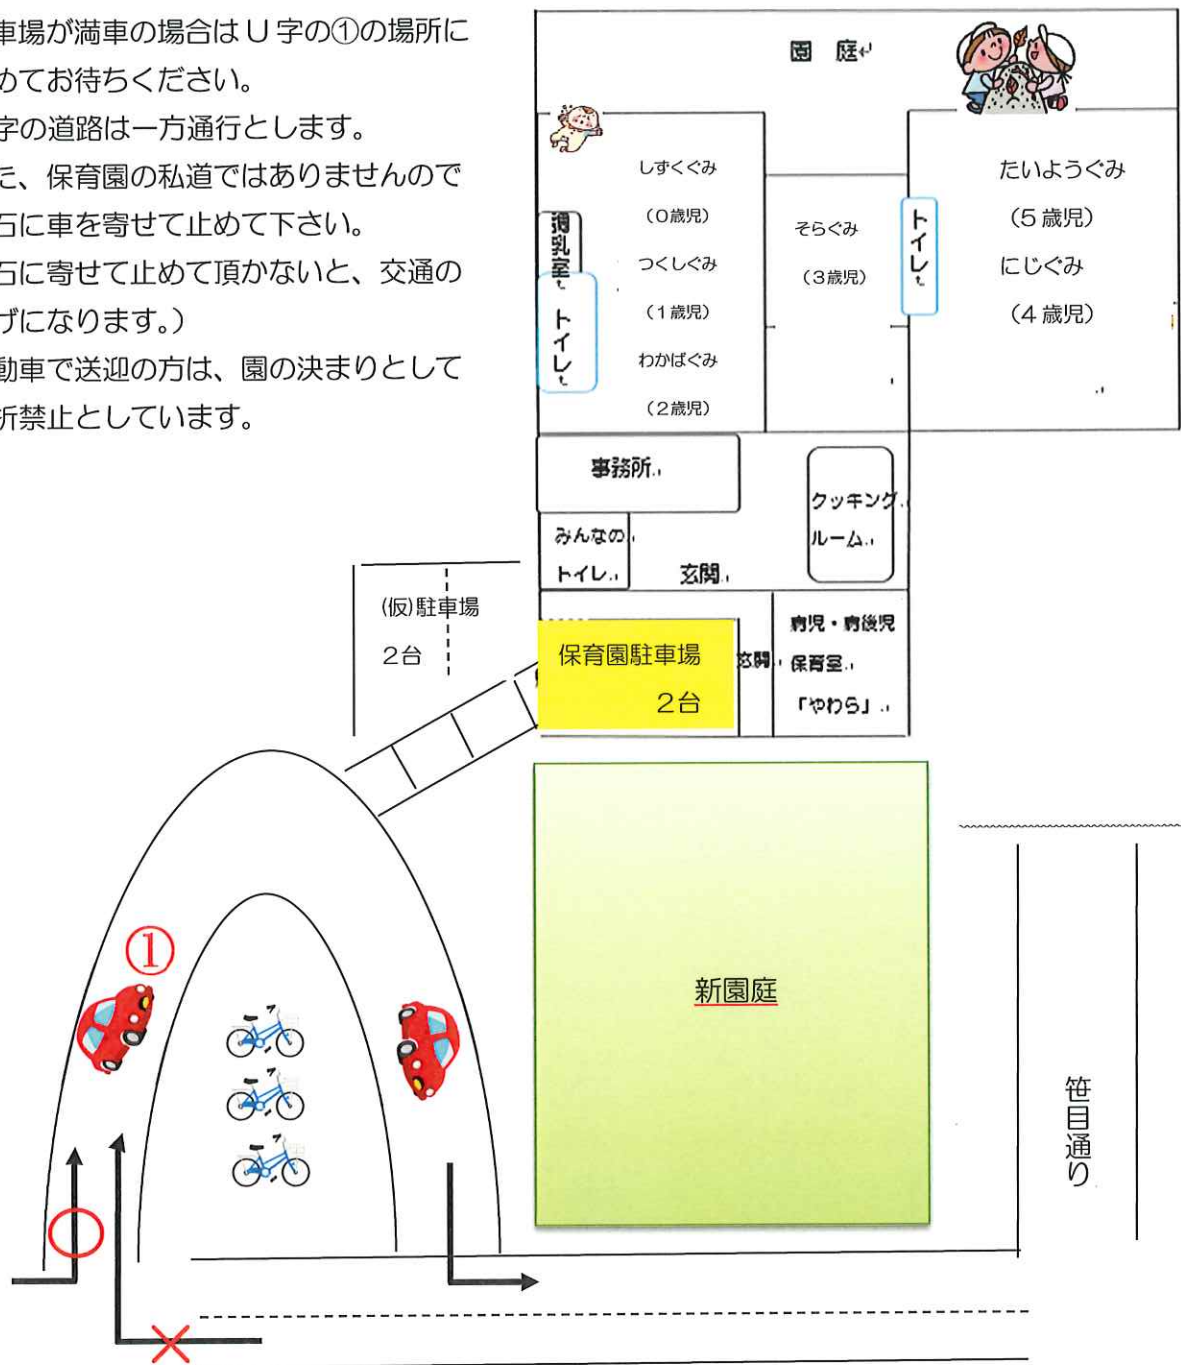 車場が満車の場合はU字の①の場所に
めてお待ちください。
字の道路は一方通行とします。
た、保育園の私道ではありませんので
石に車を寄せて止めて下さい。
石に寄せて止めて頂かないと、交通の
げになります。）
動車で送迎の方は、園の決まりとして
折禁止としています。
園 庭
しずくぐみ
（0歳児）
つくしぐみ
（1歳児）
わかばぐみ
（2歳児）
調乳室
トイレ
そらぐみ
（3歳児）
トイレ
たいようぐみ
（5歳児）
にじぐみ
（4歳児）
事務所
みんなの
トイレ
玄関
クッキング
ルーム
(仮)駐車場
2台
保育園駐車場
2台
玄関
病児・病後児
保育室
「やわら」
①
新園庭
笹目通り